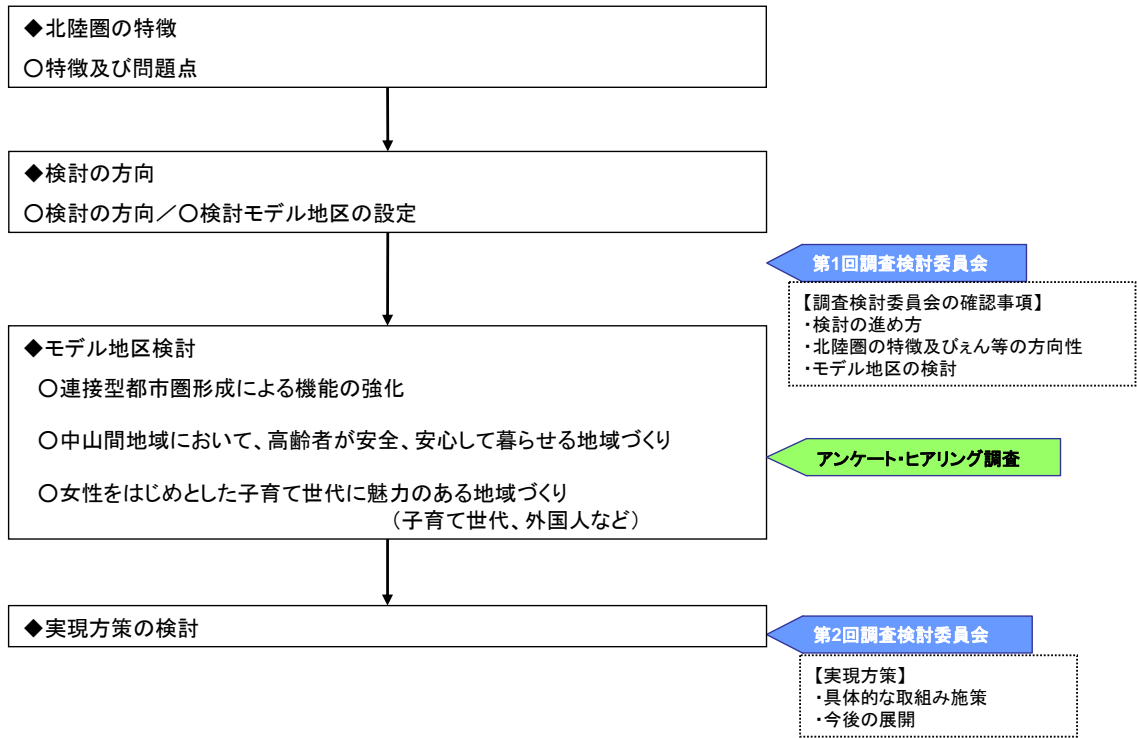 ◆北陸圏の特徴
○特徴及び問題点
◆検討の方向
○検討の方向／○検討モデル地区の設定
第1回調査検討委員会
【調査検討委員会の確認事項】
・検討の進め方
・北陸圏の特徴及びぇん等の方向性
・モデル地区の検討
◆モデル地区検討
○連接型都市圏形成による機能の強化
○中山間地域において、高齢者が安全、安心して暮らせる地域づくり
アンケート・ヒアリング調査
○女性をはじめとした子育て世代に魅力のある地域づくり
（子育て世代、外国人など）
◆実現方策の検討
第2回調査検討委員会
【実現方策】
・具体的な取組み施策
・今後の展開